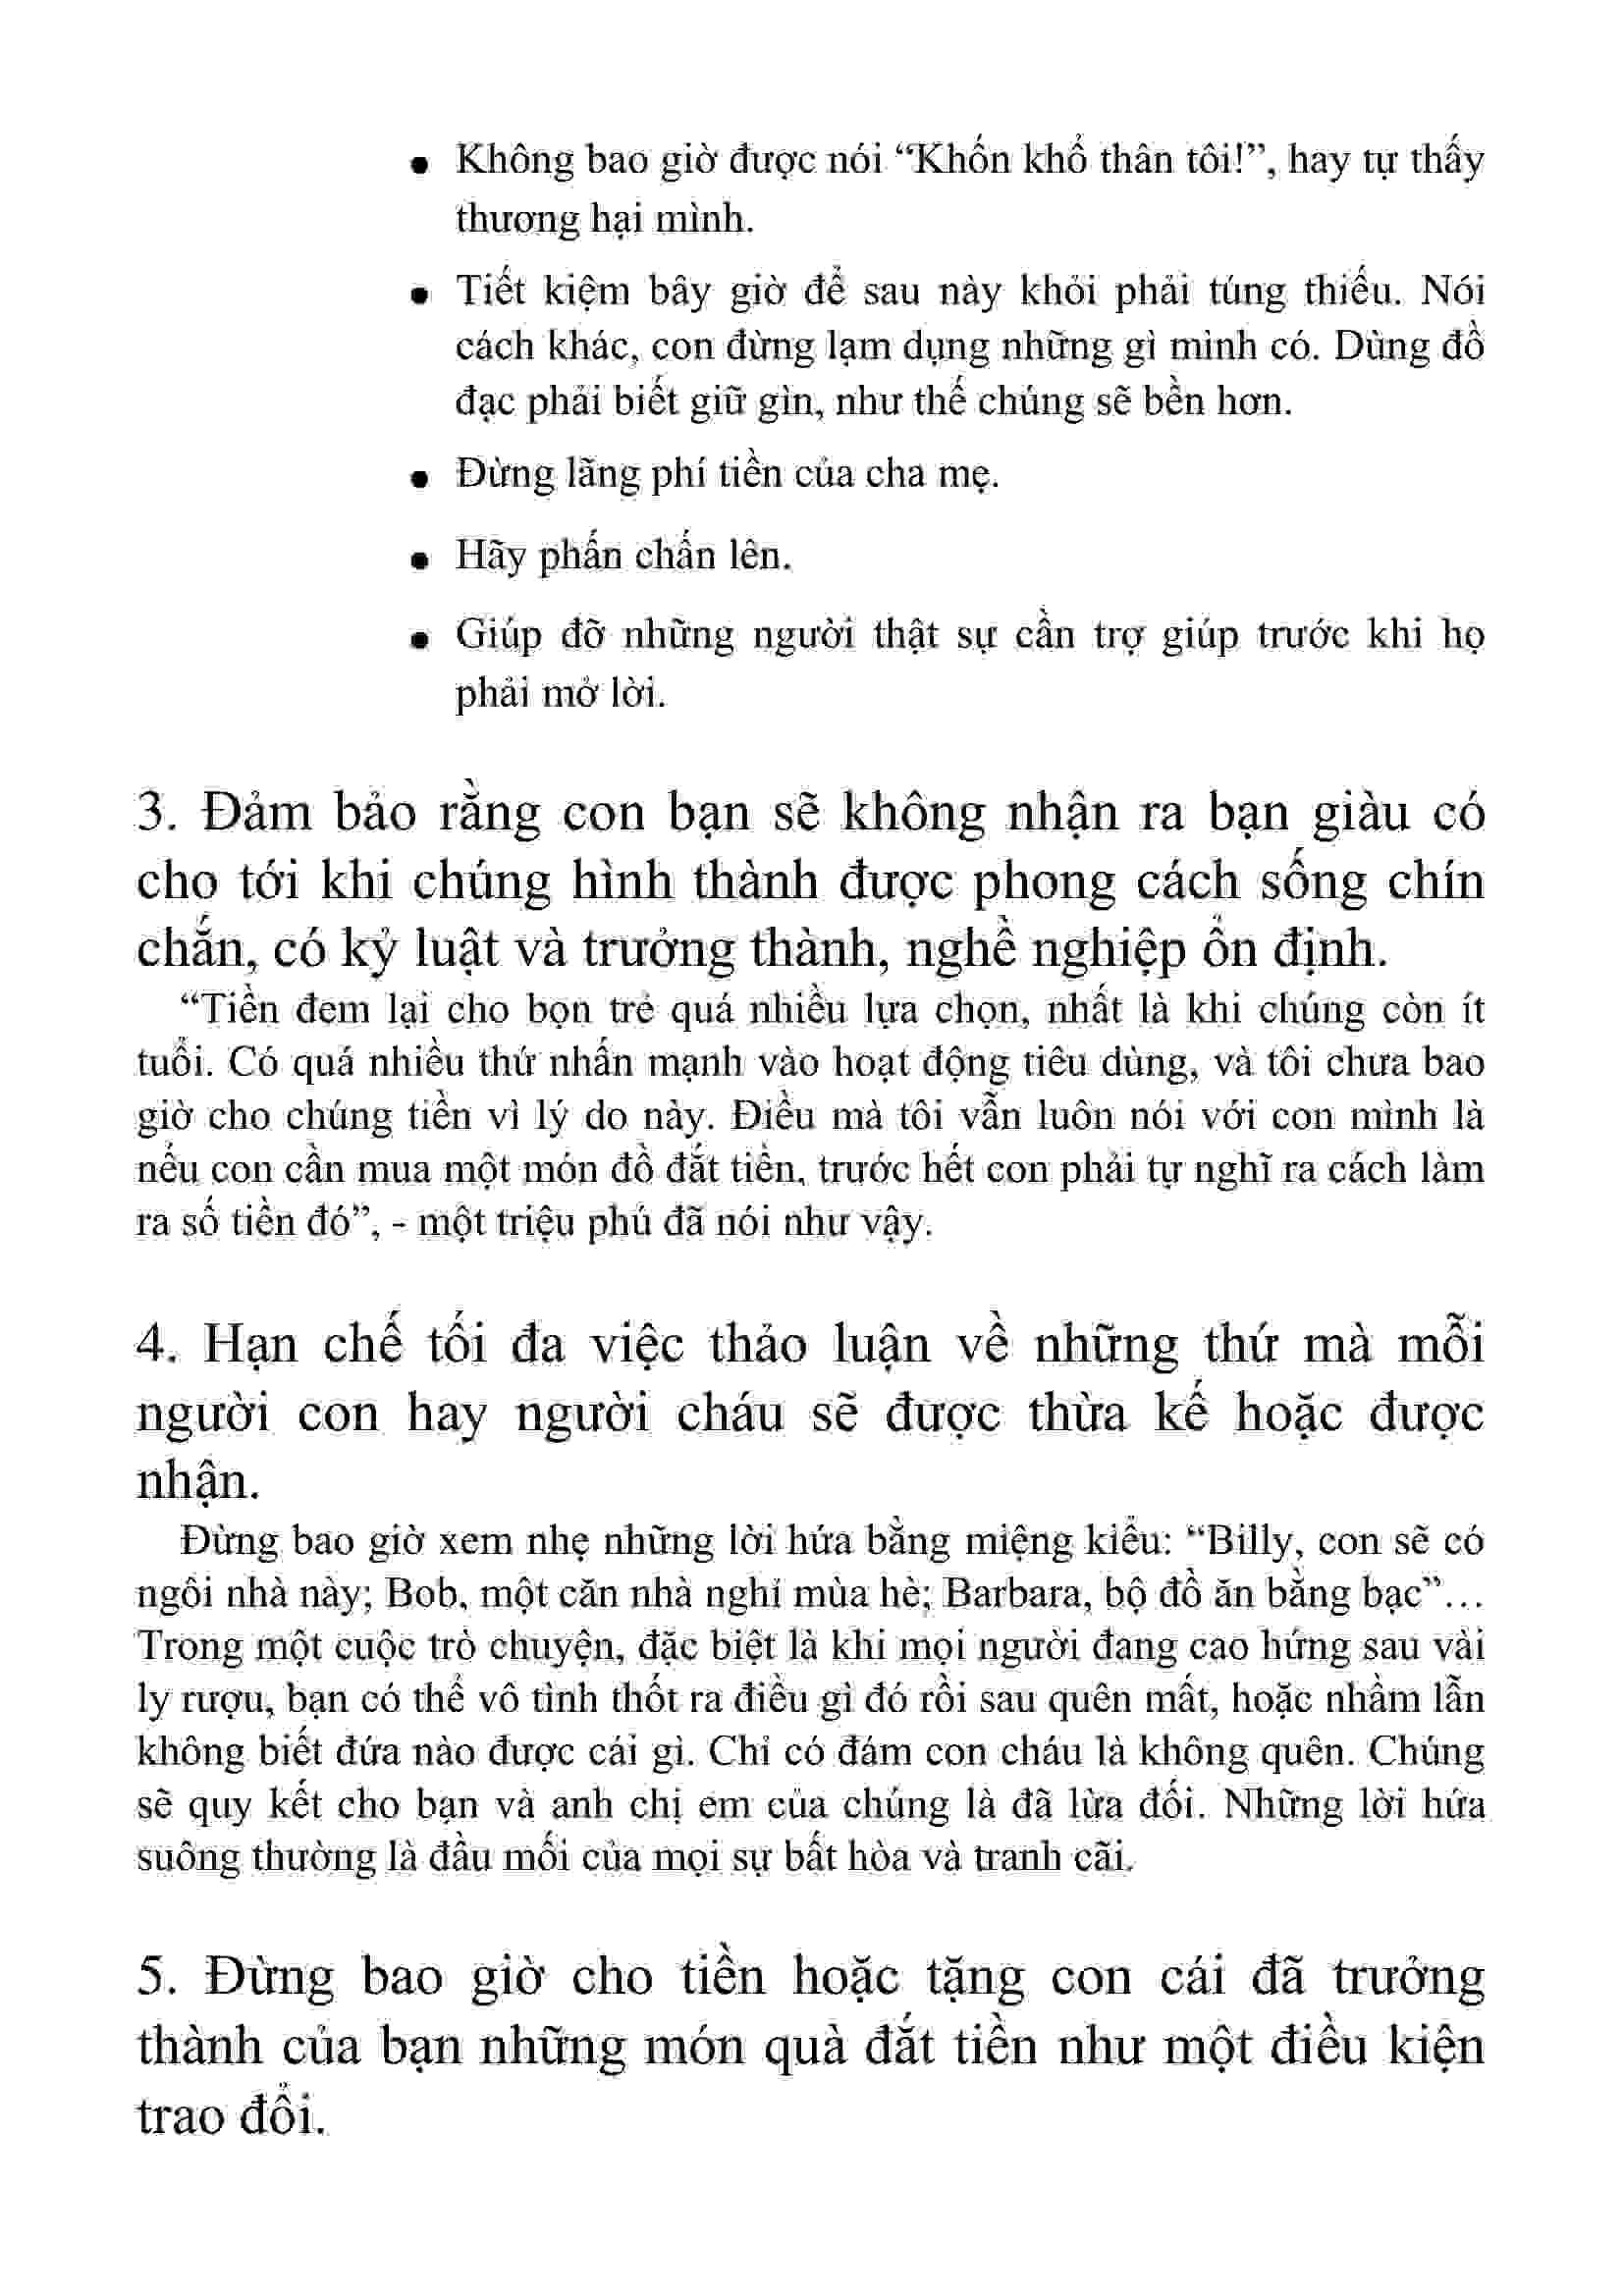 • Không bao giờ được nói “Khốn khổ thân tôi!”, hay tự thấy
thương hại mình.
• Tiết kiệm bây giờ để sau này khỏi phải túng thiếu. Nói
cách khác, con đừng lạm dụng những gì mình có. Dùng đồ
đạc phải biết giữ gìn, như thế chúng sẽ bền hơn.
• Đừng lãng phí tiền của cha mẹ.
• Hãy phấn chấn lên.
• Giúp đỡ những người thật sự cần trợ giúp trước khi họ
phải mở lời.
3. Đảm bảo rằng con bạn sẽ không nhận ra bạn giàu có
cho tới khi chúng hình thành được phong cách sống chín
chắn, có kỷ luật và trưởng thành, nghề nghiệp ổn định.
“Tiền đem lại cho bọn trẻ quá nhiều lựa chọn, nhất là khi chúng còn ít
tuổi. Có quá nhiều thứ nhấn mạnh vào hoạt động tiêu dùng, và tôi chưa bao
giờ cho chúng tiền vì lý do này. Điều mà tôi vẫn luôn nói với con mình là
nếu con cần mua một món đồ đắt tiền, trước hết con phải tự nghĩ ra cách làm
ra số tiền đó”, - một triệu phú đã nói như vậy.
4. Hạn chế tối đa việc thảo luận về những thứ mà mỗi
người con hay người cháu sẽ được thừa kế hoặc được
nhận.
Đừng bao giờ xem nhẹ những lời hứa bằng miệng kiểu: “Billy, con sẽ có
ngôi nhà này; Bob, một căn nhà nghỉ mùa hè; Barbara, bộ đồ ăn bằng bạc”…
Trong một cuộc trò chuyện, đặc biệt là khi mọi người đang cao hứng sau vài
ly rượu, bạn có thể vô tình thốt ra điều gì đó rồi sau quên mất, hoặc nhầm lẫn
không biết đứa nào được cái gì. Chỉ có đám con cháu là không quên. Chúng
sẽ quy kết cho bạn và anh chị em của chúng là đã lừa đối. Những lời hứa
suông thường là đầu mối của mọi sự bất hòa và tranh cãi.
5. Đừng bao giờ cho tiền hoặc tặng con cái đã trưởng
thành của bạn những món quà đắt tiền như một điều kiện
trao đổi.